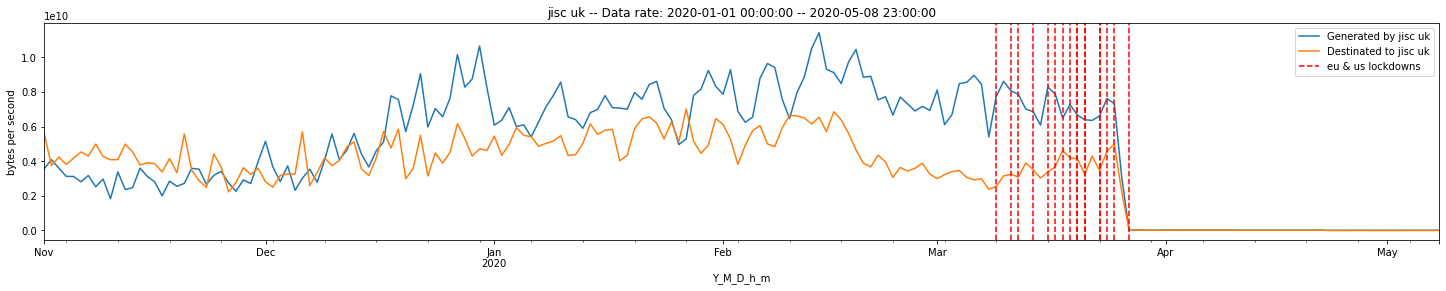 jisc uk -- Data rate: 2020-01-01 00:00:00 -- 2020-05-08 23:00:00
1e10
Generated by jisc uk
Destinated to jisc uk
eu & us lockdowns
1.0
0.8
0.6
0.4
0.2
0.0
bytes per second
Nov
Dec
Jan
2020
Feb
Mar
Apr
May
Y_M_D_h_m